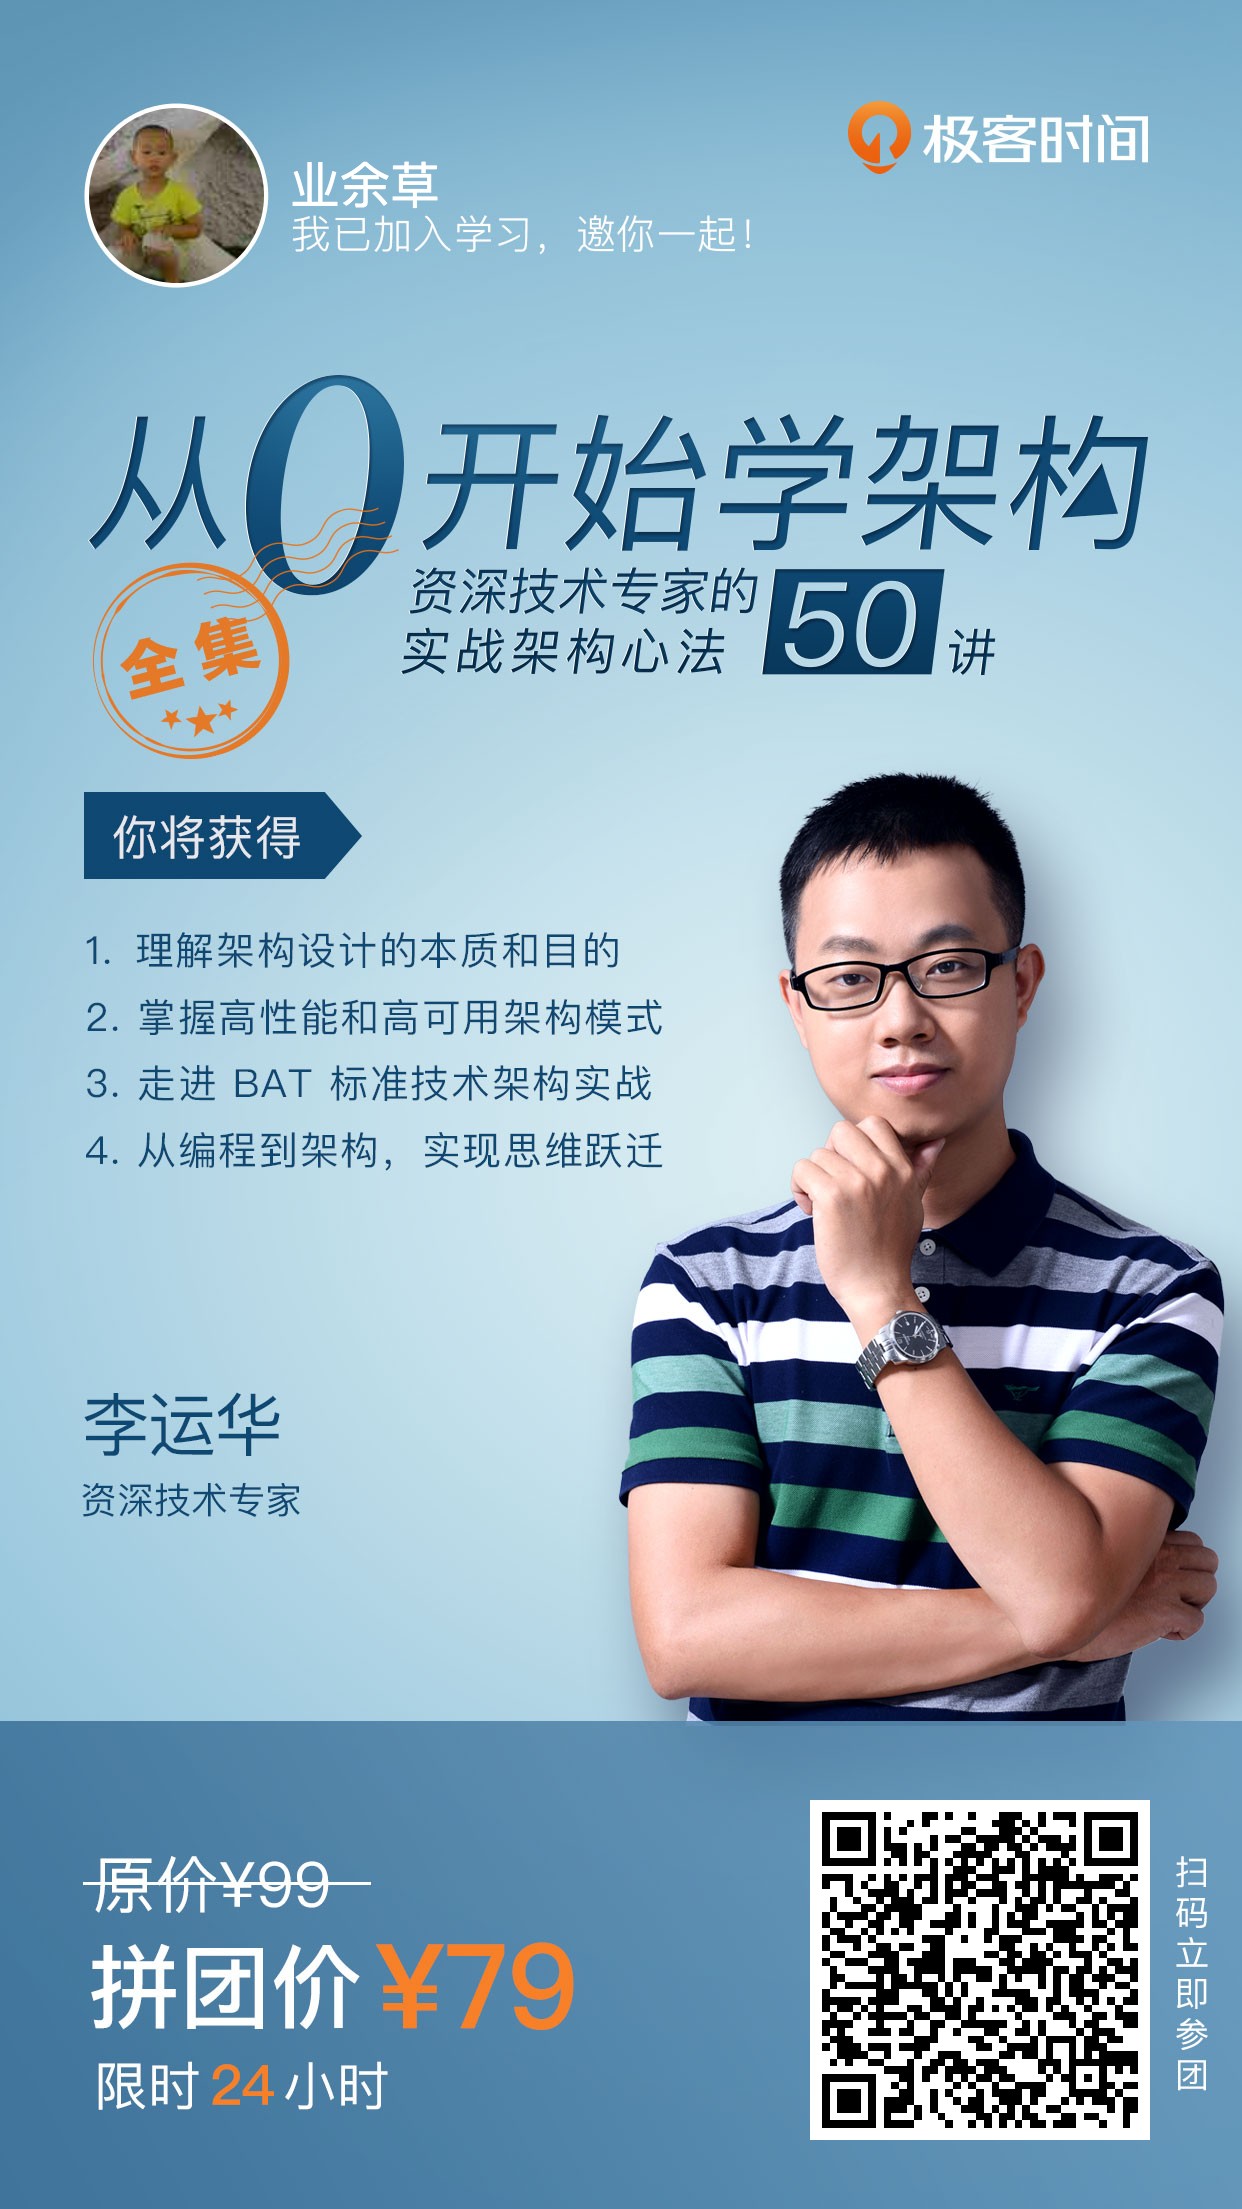 极客时间
业余草
我已加入学习，邀你一起！
从0开始学架构
资深技术专家的
实战架构心法 50 讲
全集
你将获得
1. 理解架构设计的本质和目的
2. 掌握高性能和高可用架构模式
3. 走进 BAT 标准技术架构实战
4. 从编程到架构，实现思维跃迁
李运华
资深技术专家
原价¥99
拼团价¥79
限时24小时
扫码立即参团